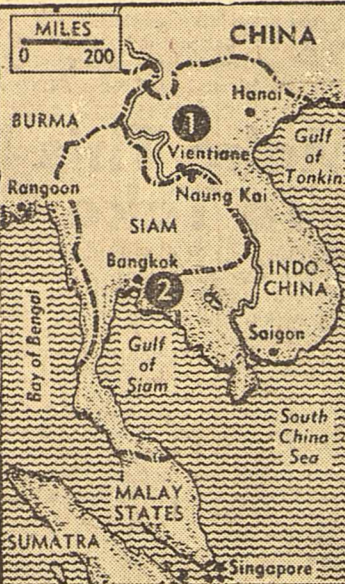 MILES
0 200
CHINA
Hanoi
1
BURMA
Gulf
of
Tonkin
Vientiane
Rangoon
Naung Kai
SIAM
Bangkok
2
INDO-
CHINA
Bay of Bengal
Gulf
of
Siam
Saigon
South
China
Sea
MALAY
STATES
SUMATRA
Singapore